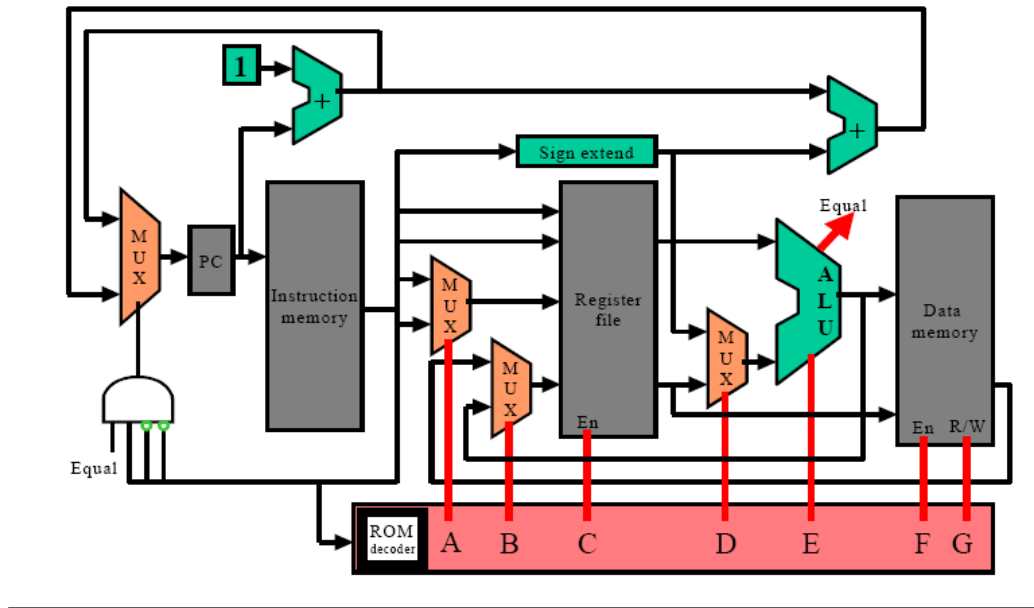 1
+
+
Sign extend
Equal
M
U
X
PC
Instruction
memory
M
U
X
M
U
X
Register
file
En
M
U
X
A
L
U
Data
memory
En R/W
Equal
ROM
decoder
A B C D E F G